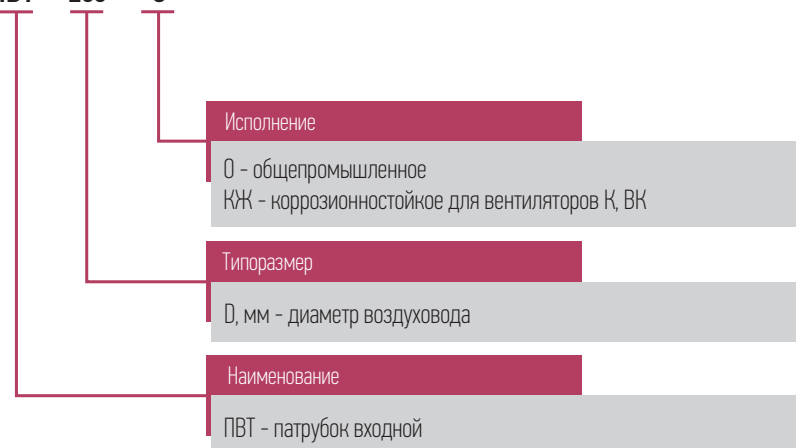 Исполнение
О - общепромышленное
КЖ - коррозионностойкое для вентиляторов К, ВК
Типоразмер
D, мм - диаметр воздуховода
Наименование
ПВТ - патрубок входной